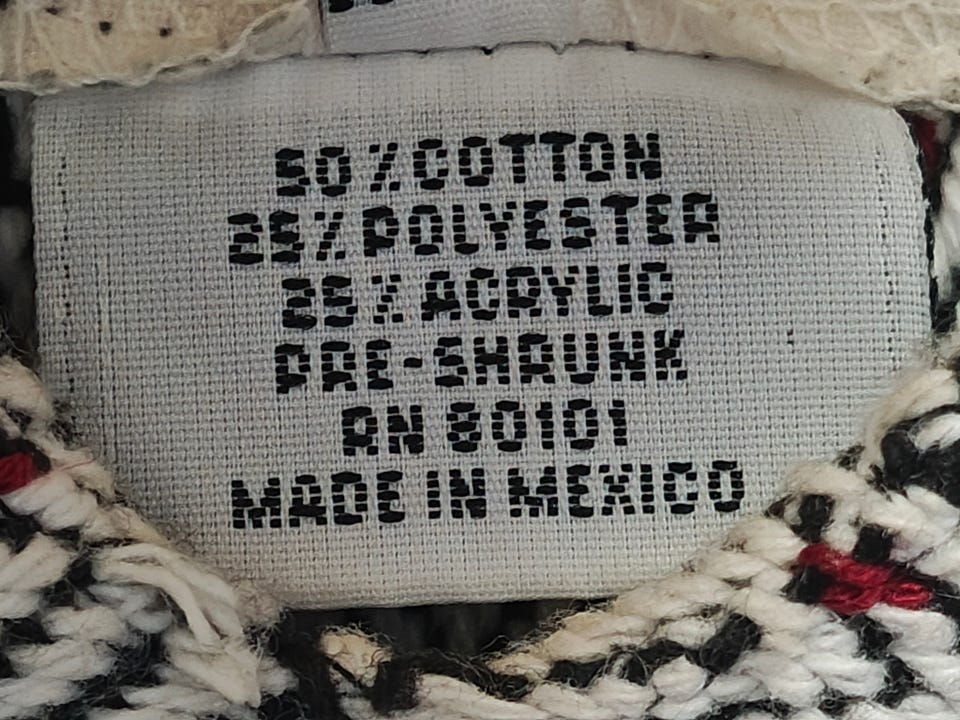 50% COTTON
25% POLYESTER
25% ACRYLIC
PRE-SHRUNK
RN 80101
MADE IN MEXICO